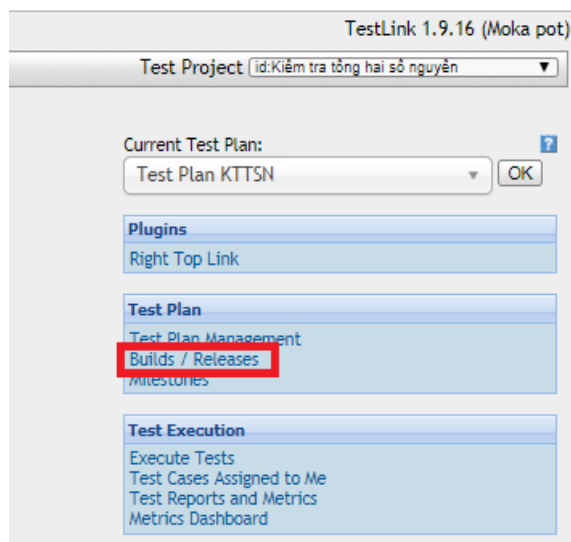 TestLink 1.9.16 (Moka pot)
Test Project id:Kiểm tra tổng hai số nguyên
Current Test Plan:
Test Plan KTTSN
OK
Plugins
Right Top Link
Test Plan
Test Plan Management
Builds / Releases
Milestones
Test Execution
Execute Tests
Test Cases Assigned to Me
Test Reports and Metrics
Metrics Dashboard